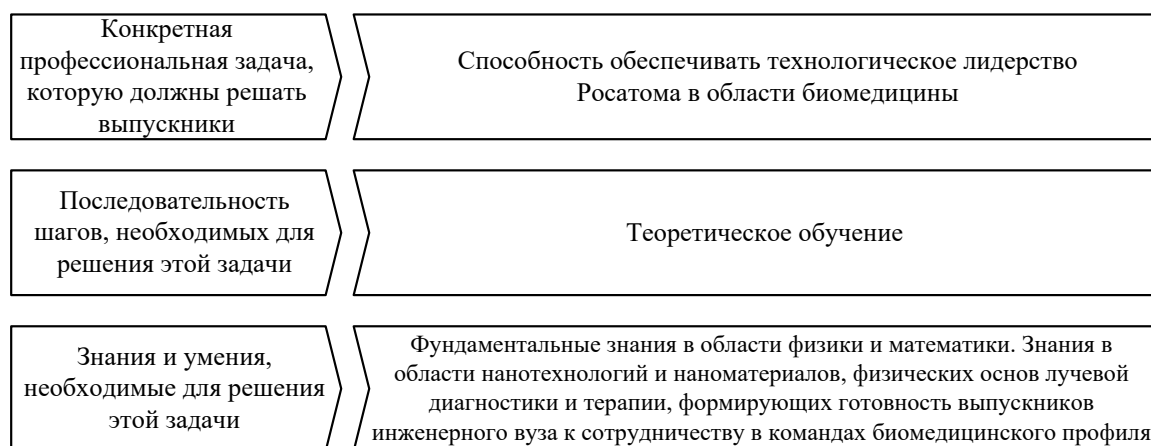 Конкретная
профессиональная задача,
которую должны решать
выпускники
Способность обеспечивать технологическое лидерство
Росатома в области биомедицины
Последовательность
шагов, необходимых для
решения этой задачи
Теоретическое обучение
Знания и умения,
необходимые для решения
этой задачи
Фундаментальные знания в области физики и математики. Знания в
области нанотехнологий и наноматериалов, физических основ лучевой
диагностики и терапии, формирующих готовность выпускников
инженерного вуза к сотрудничеству в командах биомедицинского профиля